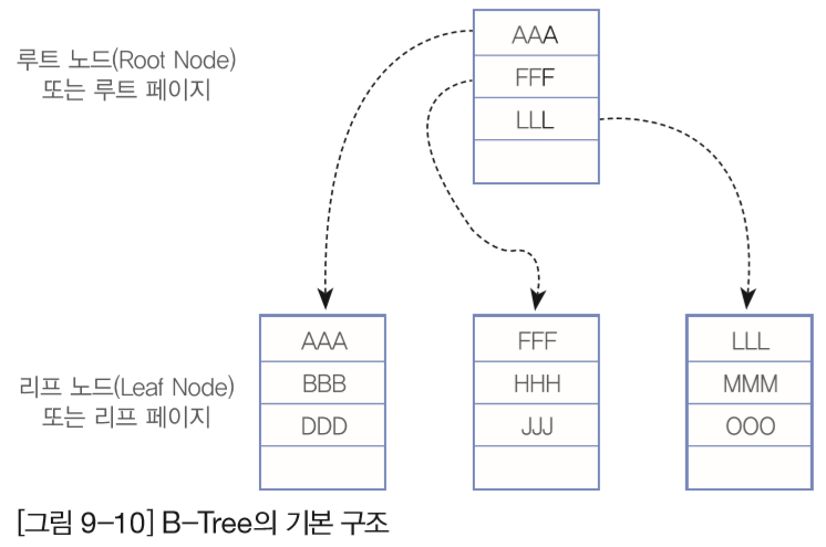 루트 노드(Root Node)
또는 루트 페이지
AAA
FFF
LLL
리프 노드(Leaf Node)
또는 리프 페이지
AAA
BBB
DDD
FFF
HHH
JJJ
LLL
MMM
OOO
[그림 9-10] B-Tree의 기본 구조